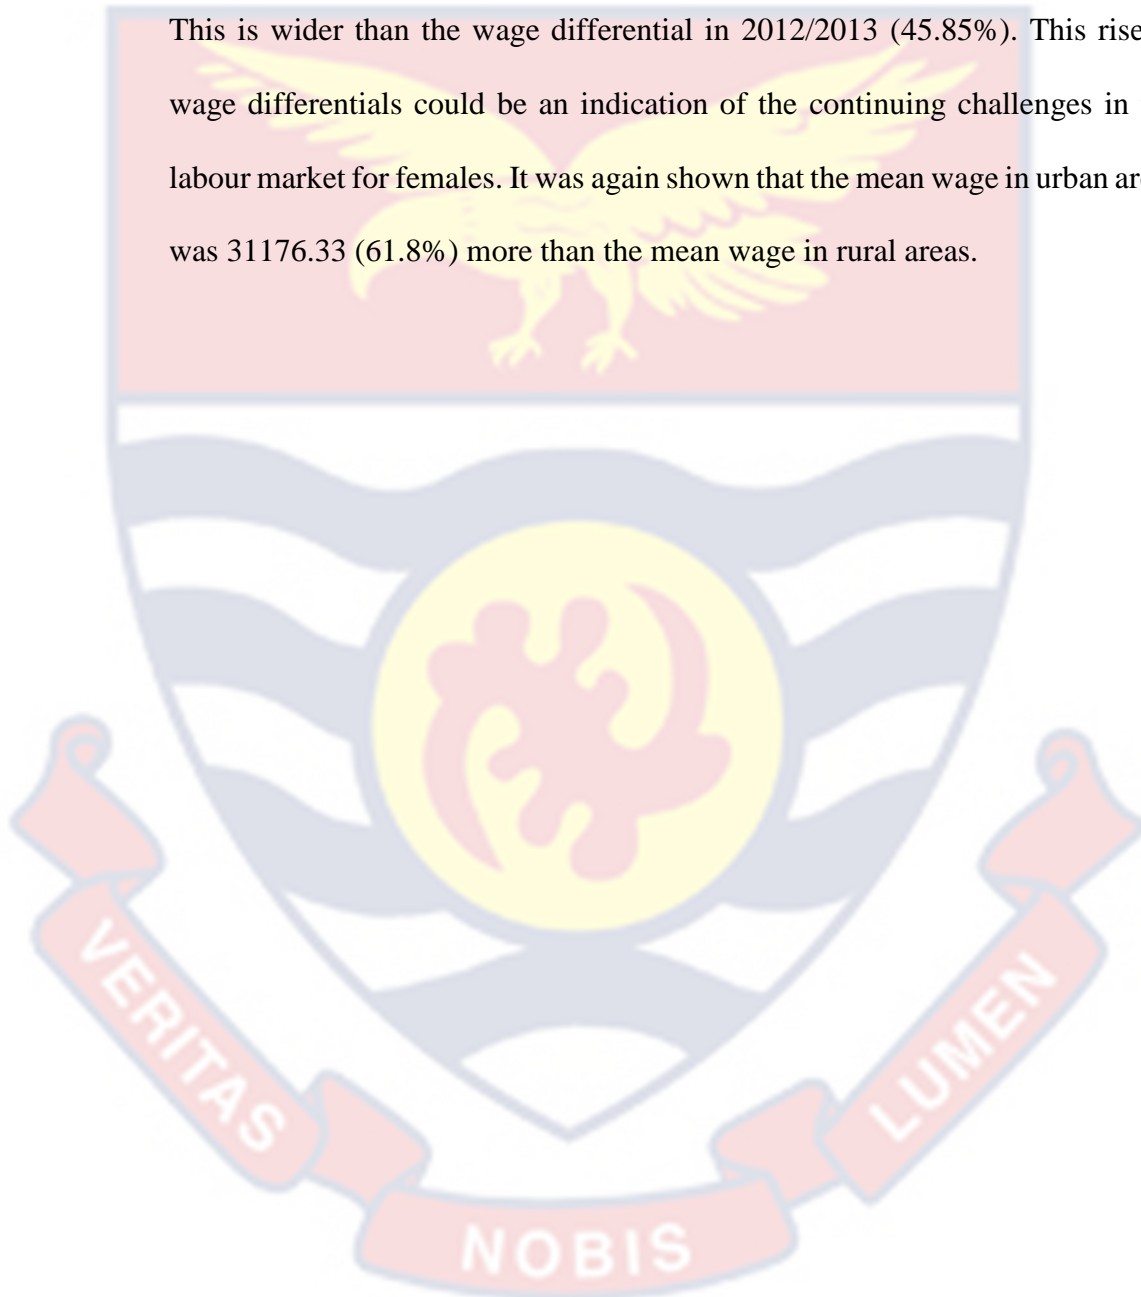 This is wider than the wage differential in 2012/2013 (45.85%). This rise
wage differentials could be an indication of the continuing challenges in
labour market for females. It was again shown that the mean wage in urban
was 31176.33 (61.8%) more than the mean wage in rural areas.
VERITAS
NOBIS
LUMEN